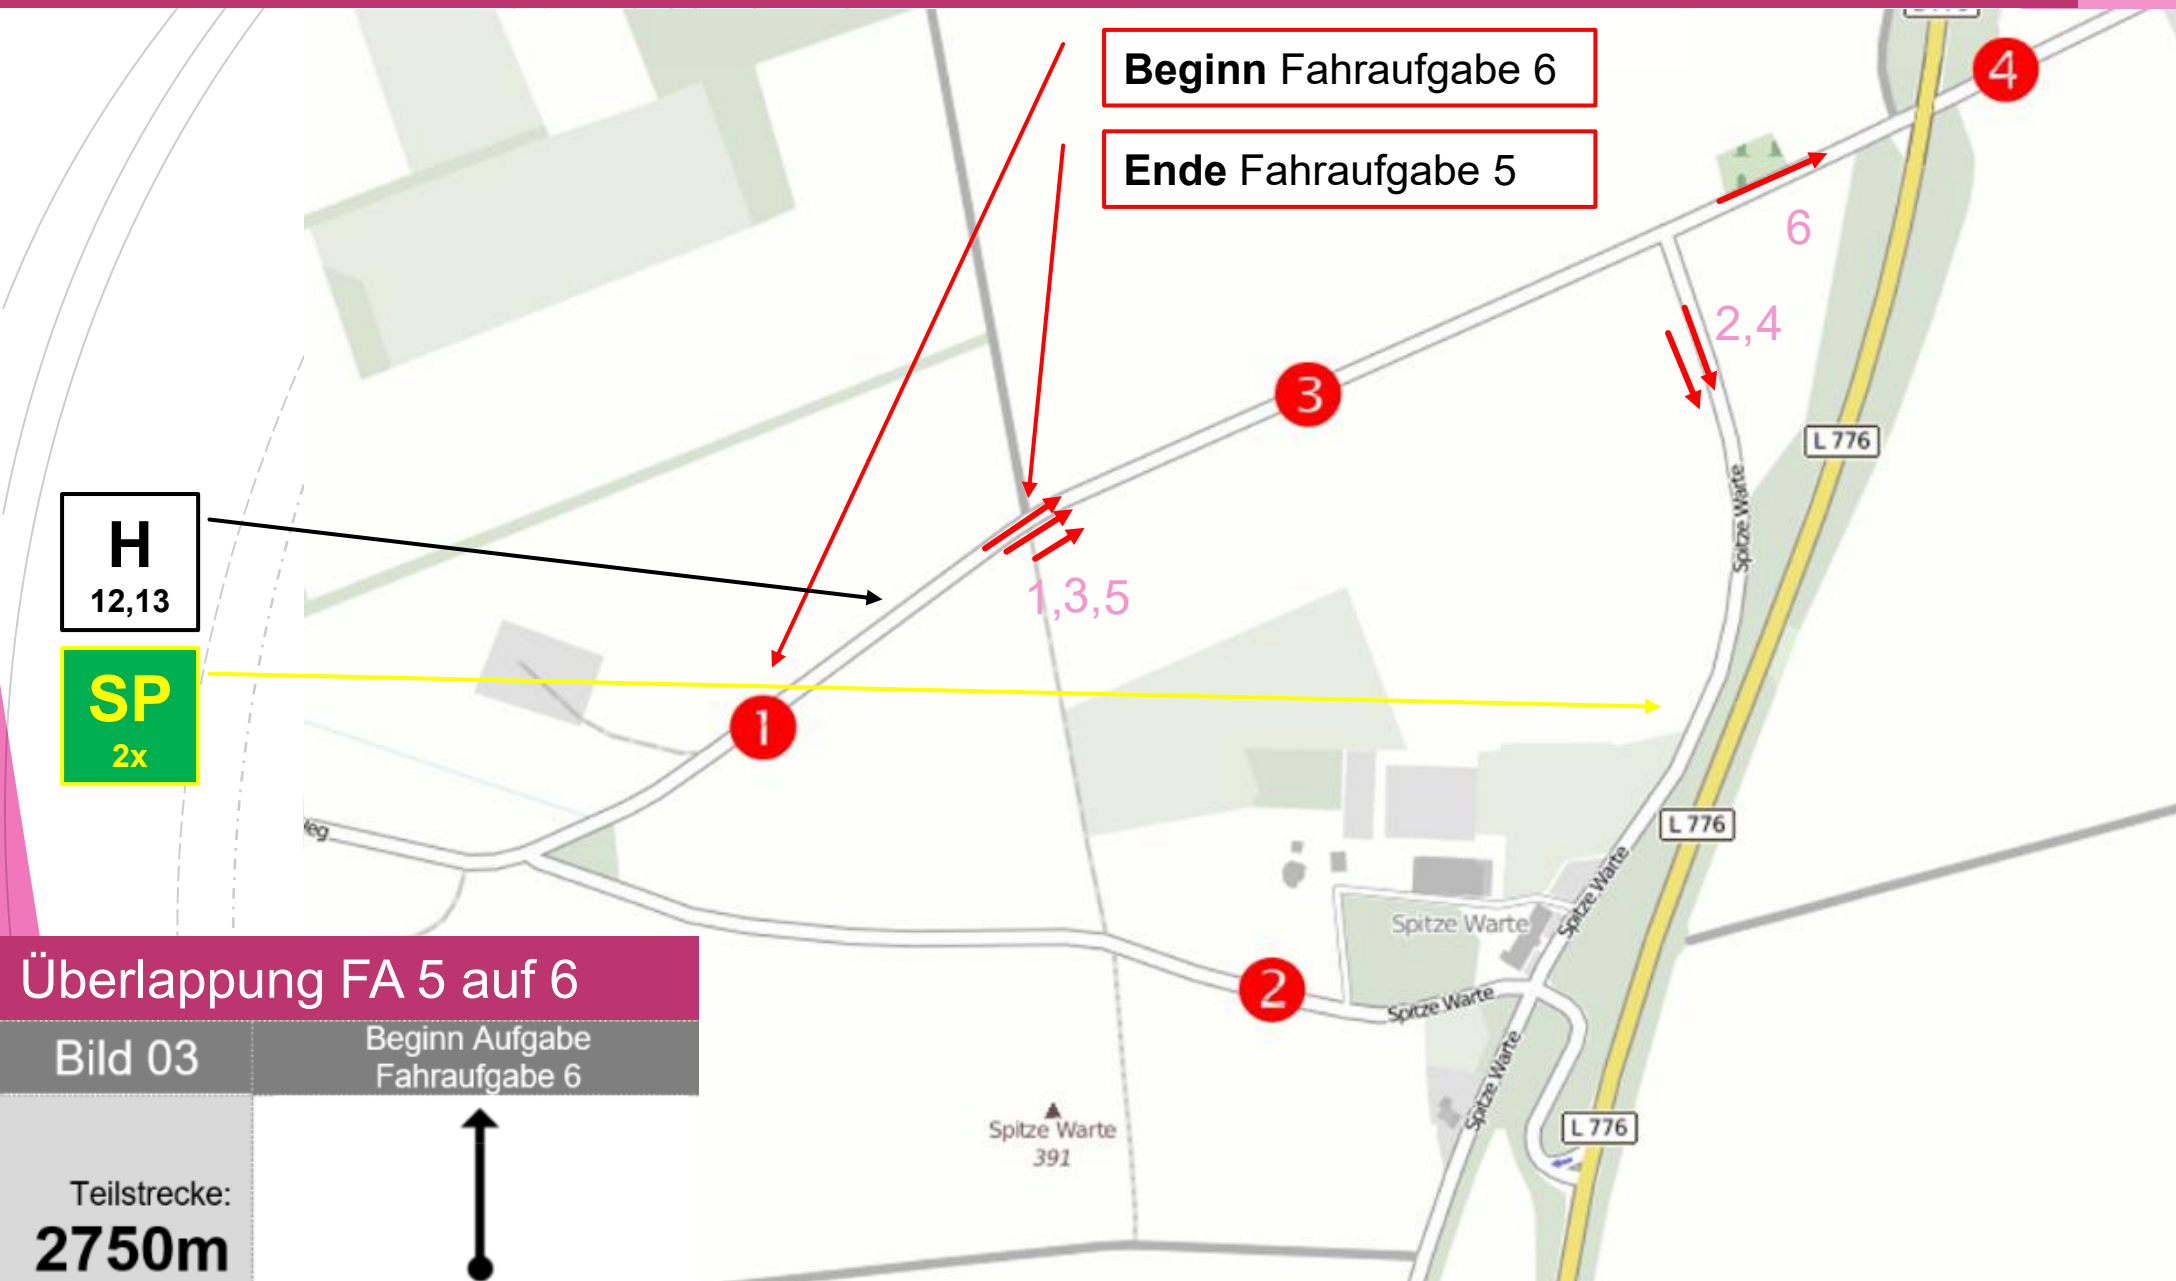 Beginn Fahraufgabe 6
Ende Fahraufgabe 5
4
6
2,4
3
L 776
Spitze Warte
H
12,13
1,3,5
SP
2x
1
L 776
Spitze Warte
Spitze Warte
2
Spitze Warte
Spitze Warte
L 776
Spitze Warte
391
Überlappung FA 5 auf 6
Bild 03
Beginn Aufgabe
Fahraufgabe 6
Teilstrecke:
2750m